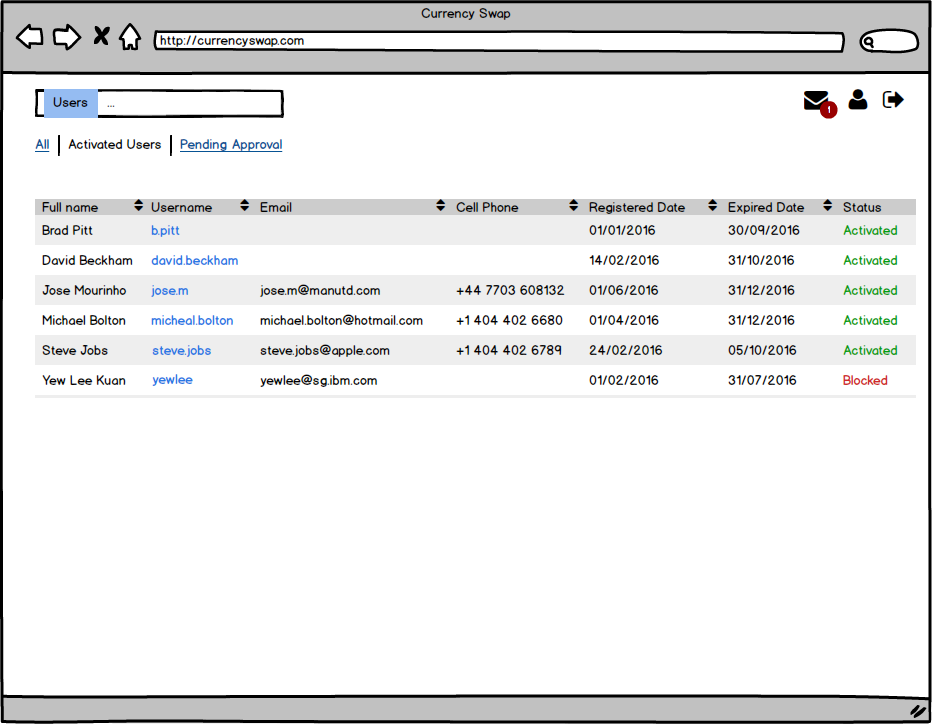 Currency Swap
http://currencyswap.com
Users ...
1
All Activated Users Pending Approval
Full name Username Email Cell Phone Registered Date Expired Date Status
Brad Pitt b.pitt 01/01/2016 30/09/2016 Activated
David Beckham david.beckham 14/02/2016 31/10/2016 Activated
Jose Mourinho jose.m jose.m@manutd.com +44 7703 608132 01/06/2016 31/12/2016 Activated
Michael Bolton micheal.bolton michael.bolton@hotmail.com +1 404 402 6680 01/04/2016 31/12/2016 Activated
Steve Jobs steve.jobs steve.jobs@apple.com +1 404 402 6789 24/02/2016 05/10/2016 Activated
Yew Lee Kuan yewlee yewlee@sg.ibm.com 01/02/2016 31/07/2016 Blocked